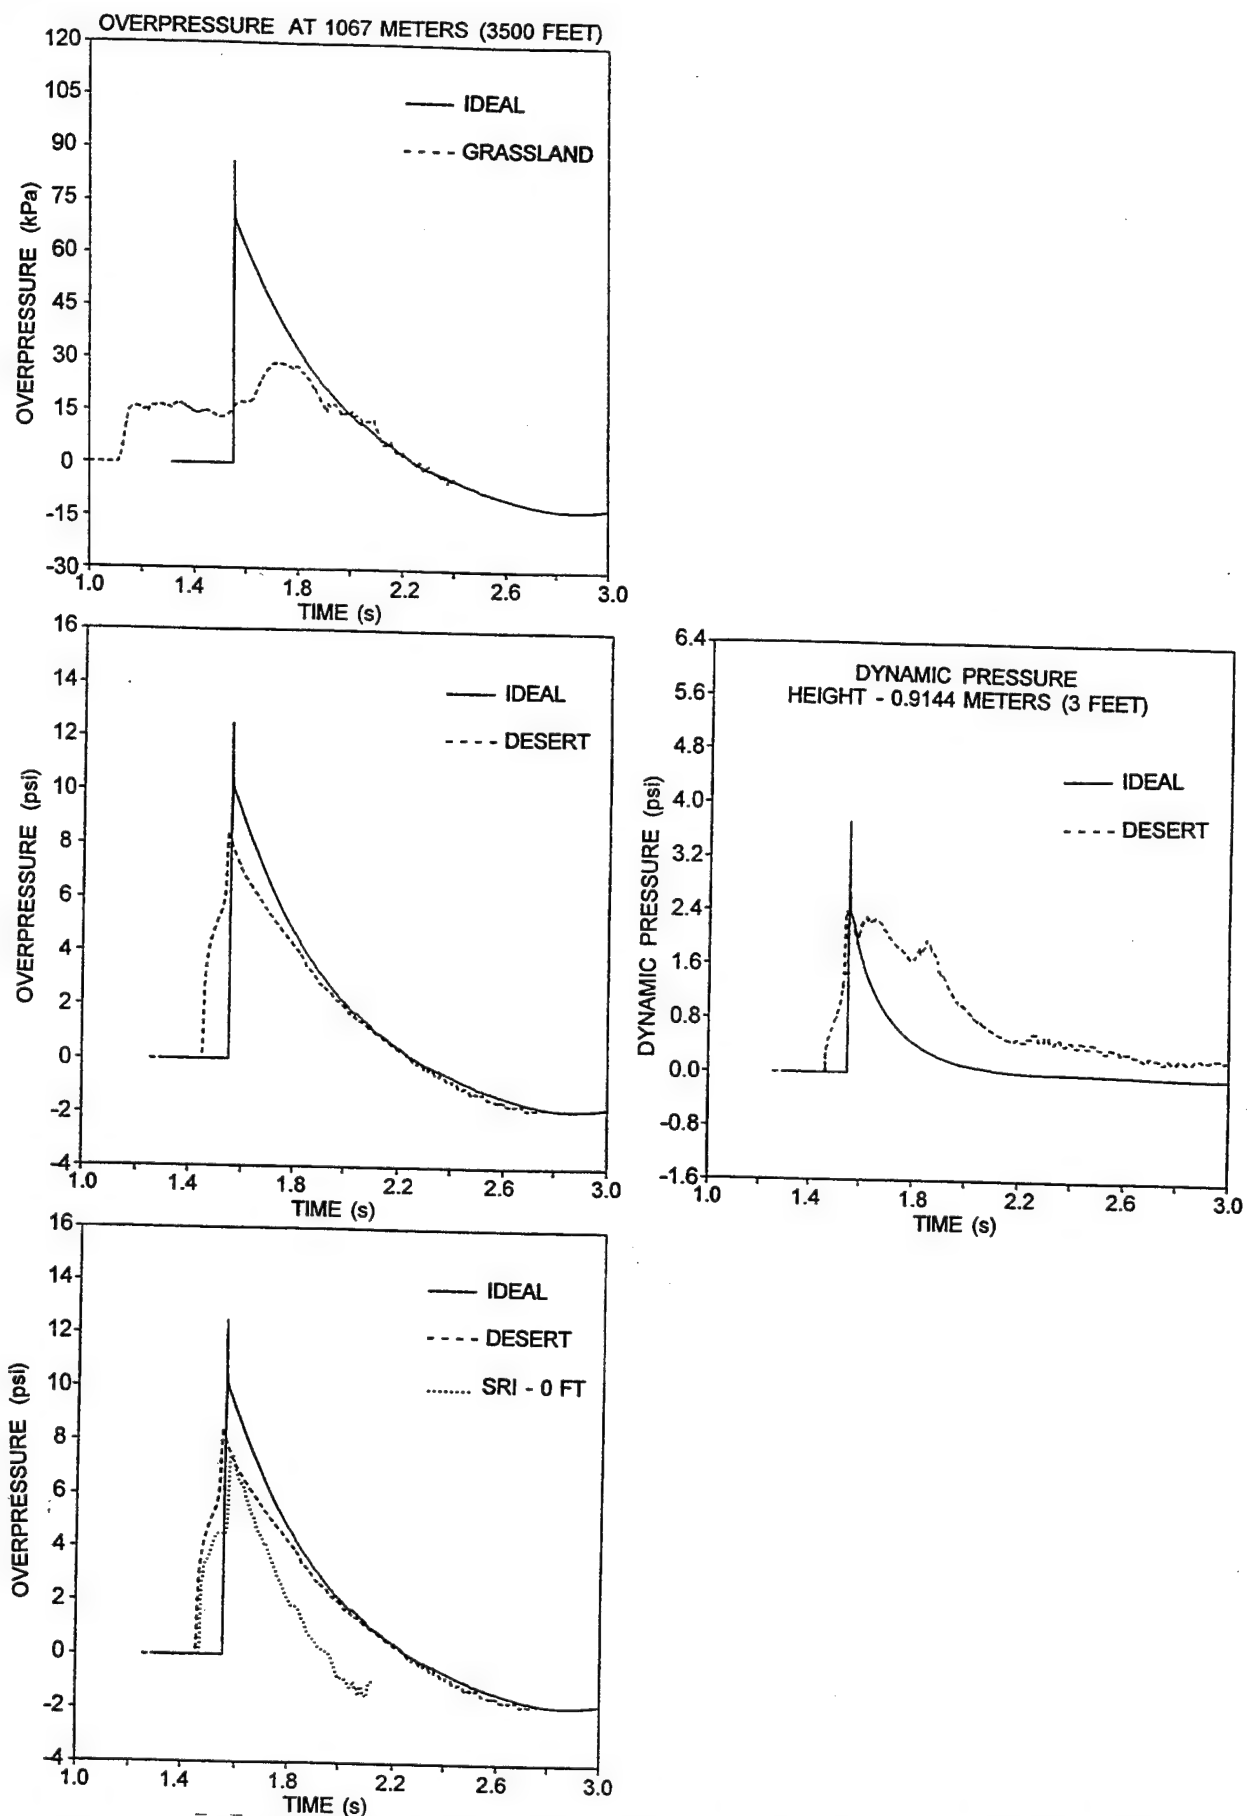 OVERPRESSURE AT 1067 METERS (3500 FEET)
120
105
90
75
60
45
30
15
0
-15
-30
OVERPRESSURE (kPa)
IDEAL
GRASSLAND
1.0 1.4 1.8 2.2 2.6 3.0
TIME (s)
16
14
12
10
8
6
4
2
0
-2
-4
OVERPRESSURE (psi)
IDEAL
DESERT
1.0 1.4 1.8 2.2 2.6 3.0
TIME (s)
6.4
5.6
4.8
4.0
3.2
2.4
1.6
0.8
0.0
-0.8
-1.6
DYNAMIC PRESSURE (psi)
DYNAMIC PRESSURE
HEIGHT - 0.9144 METERS (3 FEET)
IDEAL
DESERT
1.0 1.4 1.8 2.2 2.6 3.0
TIME (s)
16
14
12
10
8
6
4
2
0
-2
-4
OVERPRESSURE (psi)
IDEAL
DESERT
SRI - 0 FT
1.0 1.4 1.8 2.2 2.6 3.0
TIME (s)